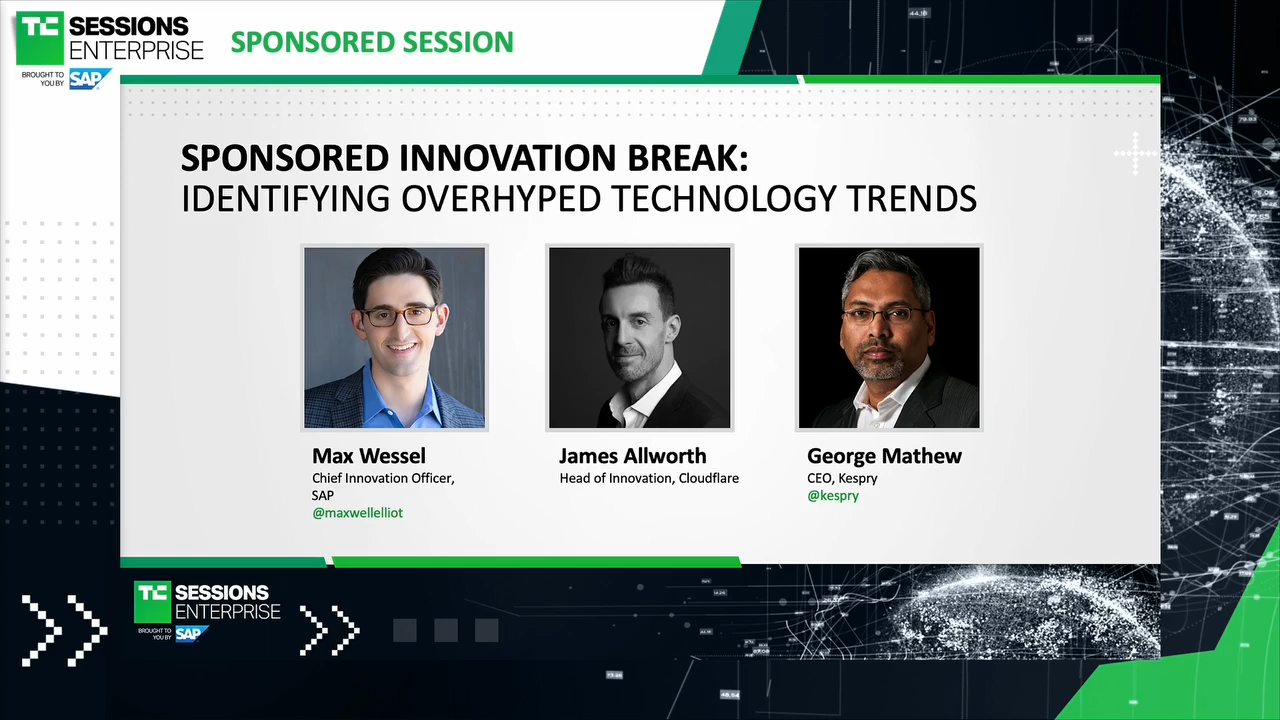 TC SESSIONS
ENTERPRISE
BROUGHT TO
YOU BY SAP
SPONSORED SESSION
SPONSORED INNOVATION BREAK:
IDENTIFYING OVERHYPED TECHNOLOGY TRENDS
Max Wessel
Chief Innovation Officer,
SAP
@maxwellelliot
James Allworth
Head of Innovation, Cloudflare
George Mathew
CEO, Kespry
@kespry
TC SESSIONS
ENTERPRISE
BROUGHT TO
YOU BY SAP